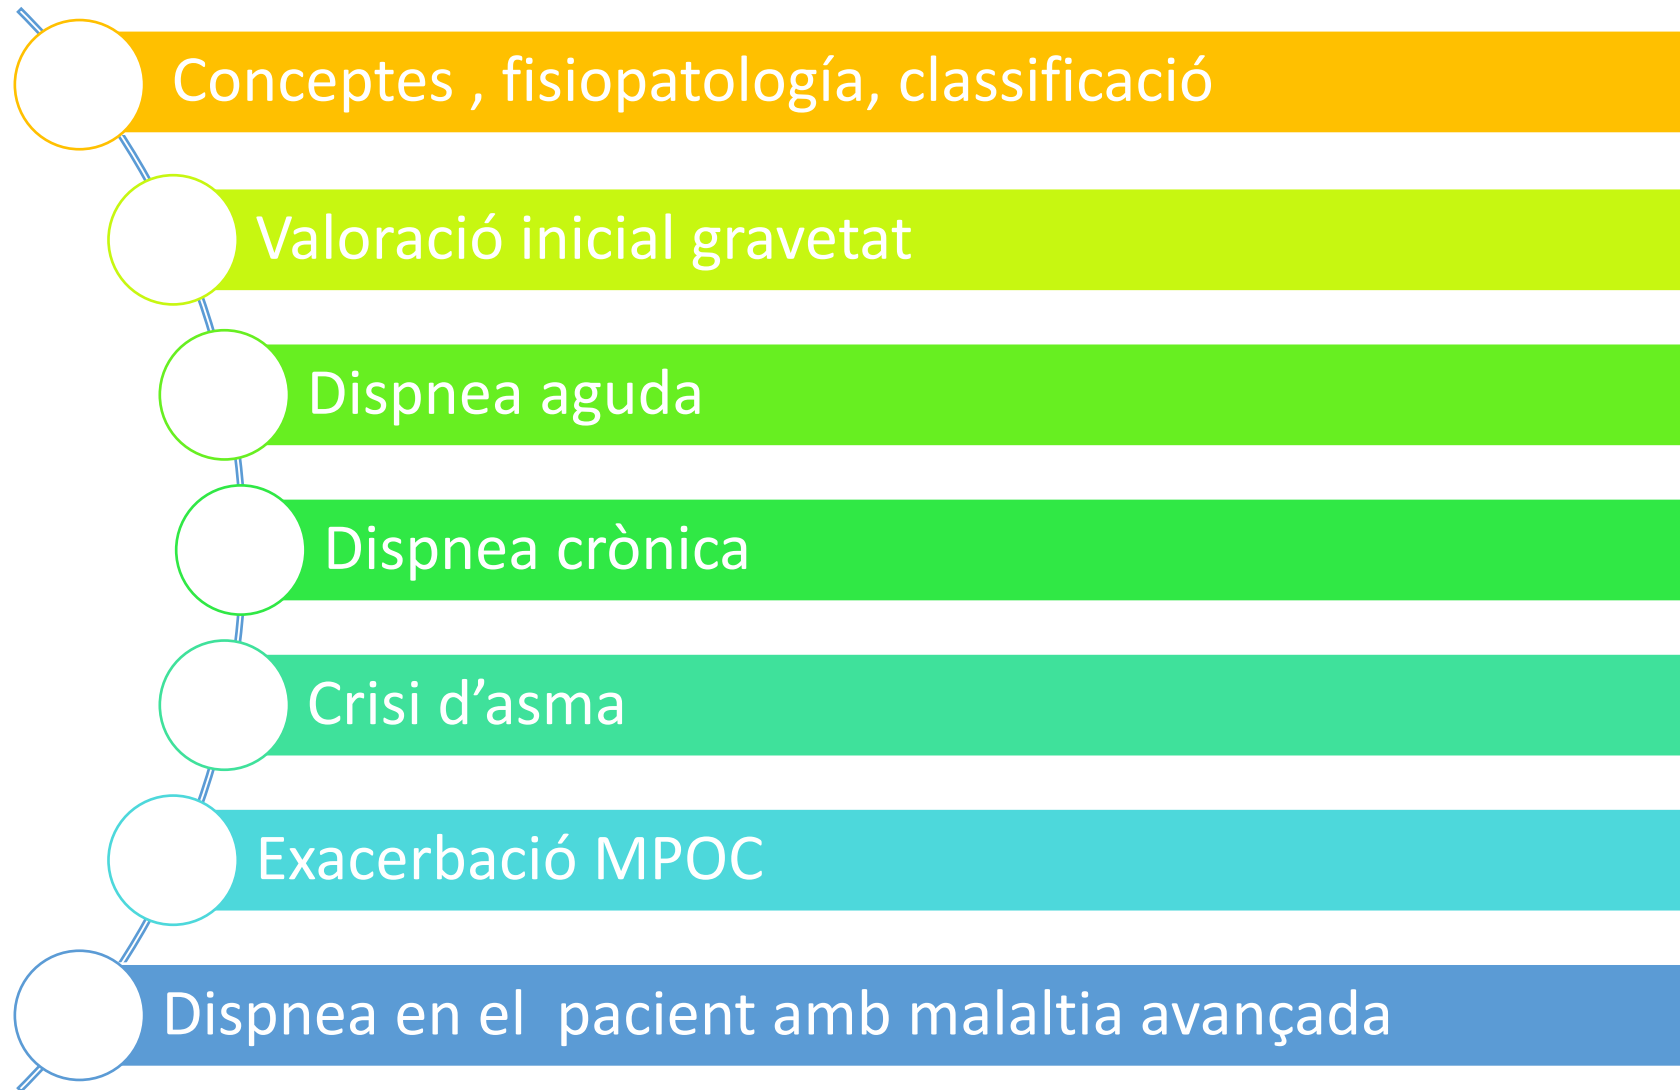 Conceptes , fisiopatología, classificació
Valoració inicial gravetat
Dispnea aguda
Dispnea crònica
Crisi d’asma
Exacerbació MPOC
Dispnea en el  pacient amb malaltia avançada